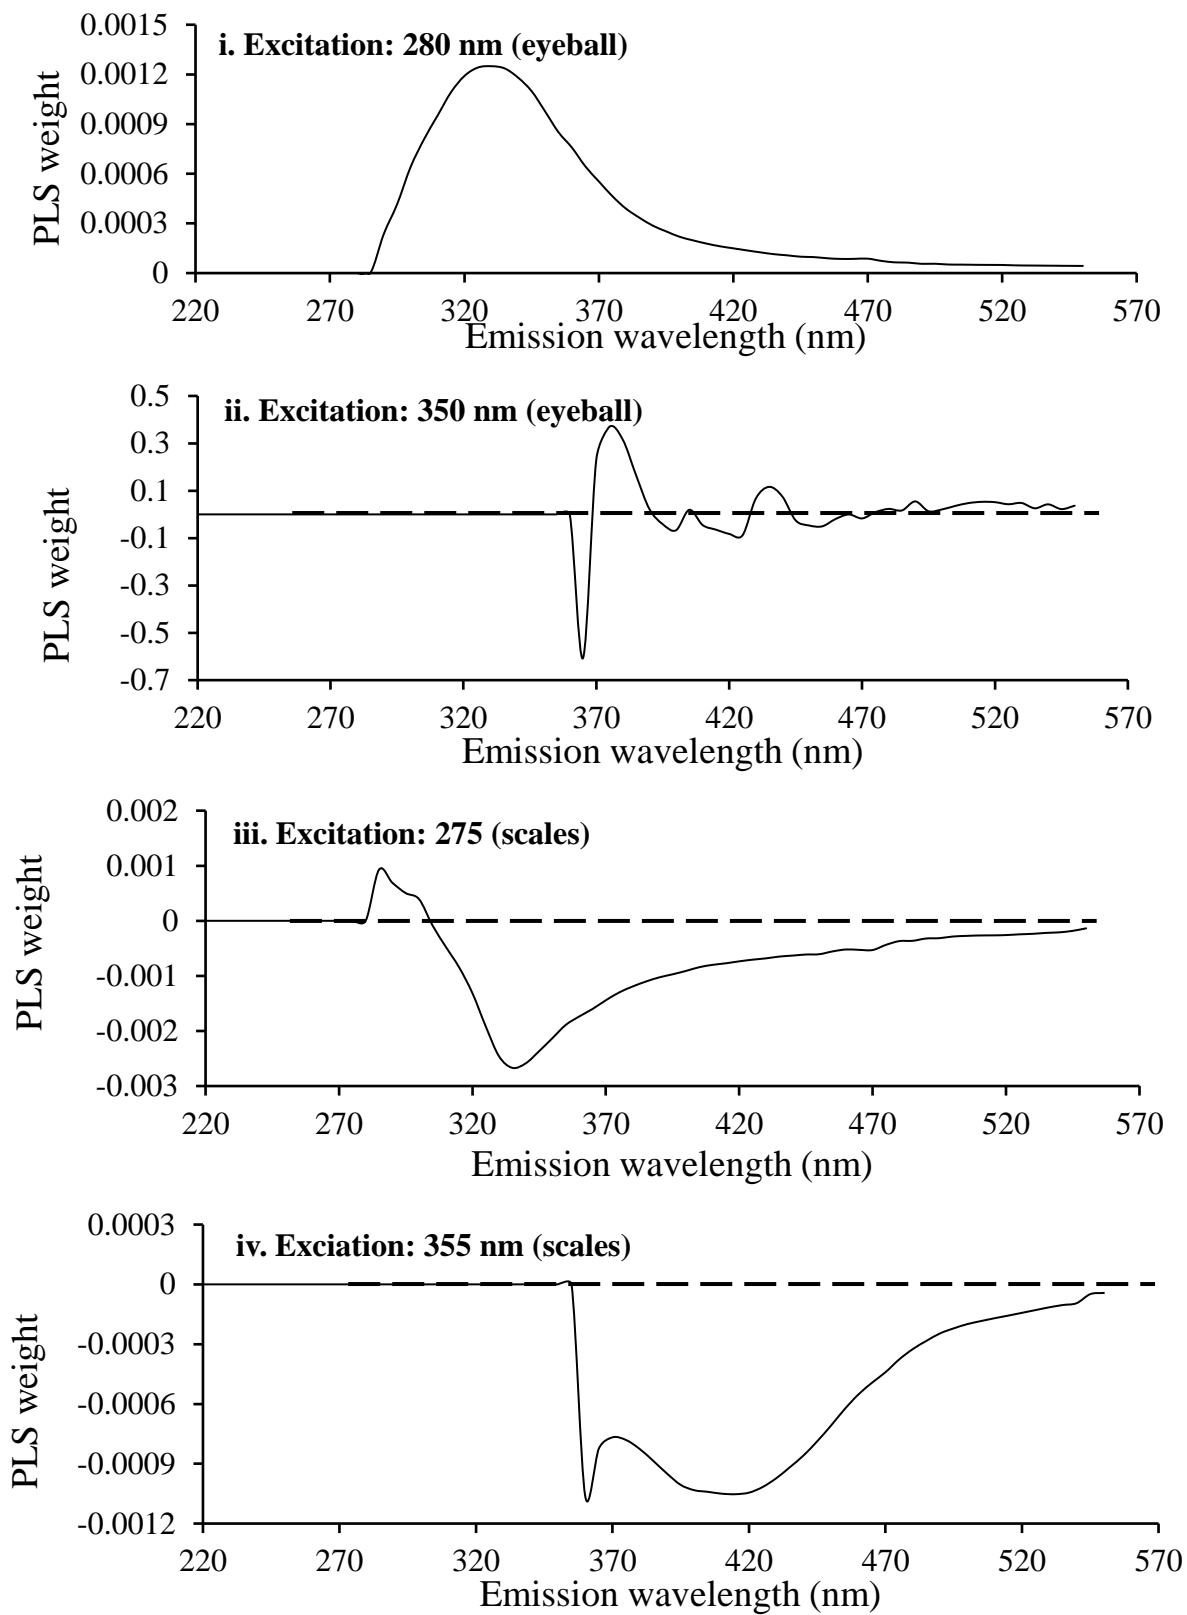 i. Excitation: 280 nm (eyeball)
PLS weight
0.0015
0.0012
0.0009
0.0006
0.0003
0
220 270 320 370 420 470 520 570
Emission wavelength (nm)
ii. Excitation: 350 nm (eyeball)
PLS weight
0.5
0.3
0.1
-0.1
-0.3
-0.5
-0.7
220 270 320 370 420 470 520 570
Emission wavelength (nm)
iii. Excitation: 275 (scales)
PLS weight
0.002
0.001
0
-0.001
-0.002
-0.003
220 270 320 370 420 470 520 570
Emission wavelength (nm)
iv. Exciation: 355 nm (scales)
PLS weight
0.0003
0
-0.0003
-0.0006
-0.0009
-0.0012
220 270 320 370 420 470 520 570
Emission wavelength (nm)